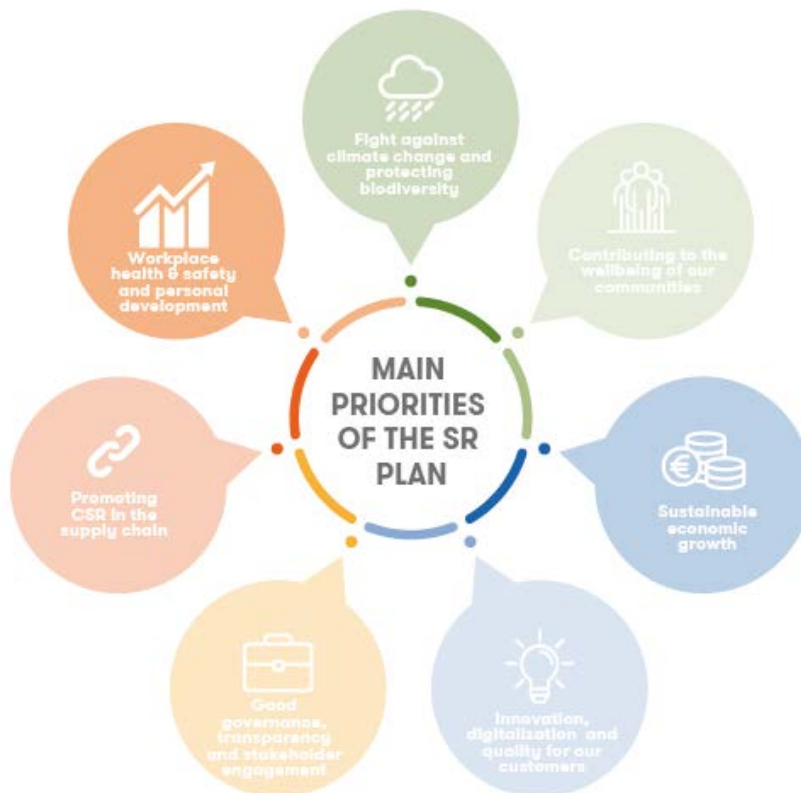 Fight against
climate change and
protecting
biodiversity
Contributing to the
wellbeing of our
communities
Sustainable
economic
growth
Innovation,
digitalization and
quality for our
customers
Good
governance,
transparency
and stakeholder
engagement
Promoting
CSR in the
supply chain
Workplace
health & safety
and personal
development
MAIN
PRIORITIES
OF THE SR
PLAN
€